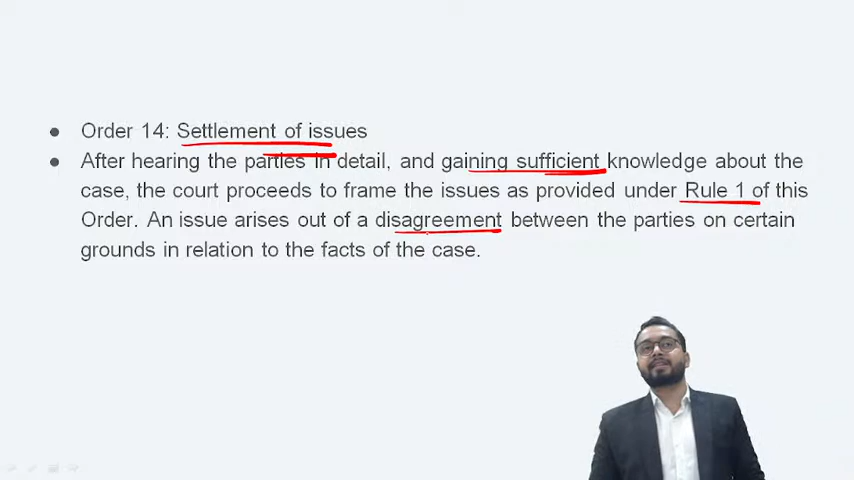 Order 14: Settlement of issues
After hearing the parties in detail, and gaining sufficient knowledge about the
case, the court proceeds to frame the issues as provided under Rule 1 of this
Order. An issue arises out of a disagreement between the parties on certain
grounds in relation to the facts of the case.